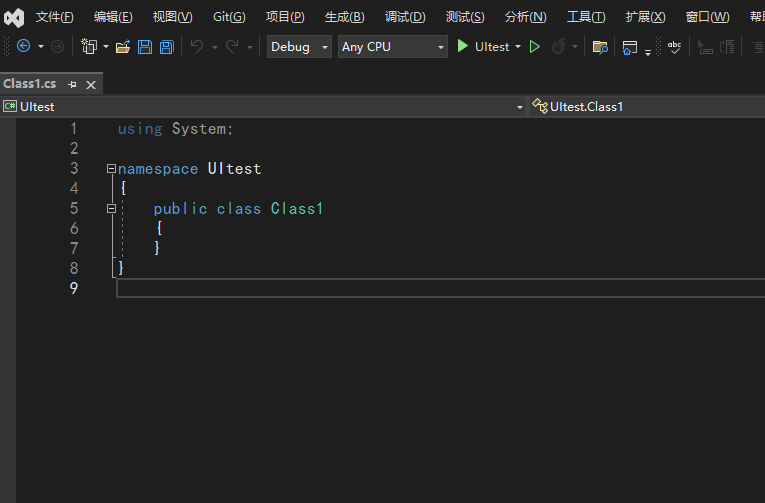 文件(F) 编辑(E) 视图(V) Git(G) 项目(P) 生成(B) 调试(D) 测试(S) 分析(N) 工具(T) 扩展(X) 窗口(W)
Debug Any CPU UItest abc
Class1.cs
C# UItest UItest.Class1
1 using System;
2
3 namespace UItest
4 {
5 public class Class1
6 {
7 }
8 }
9